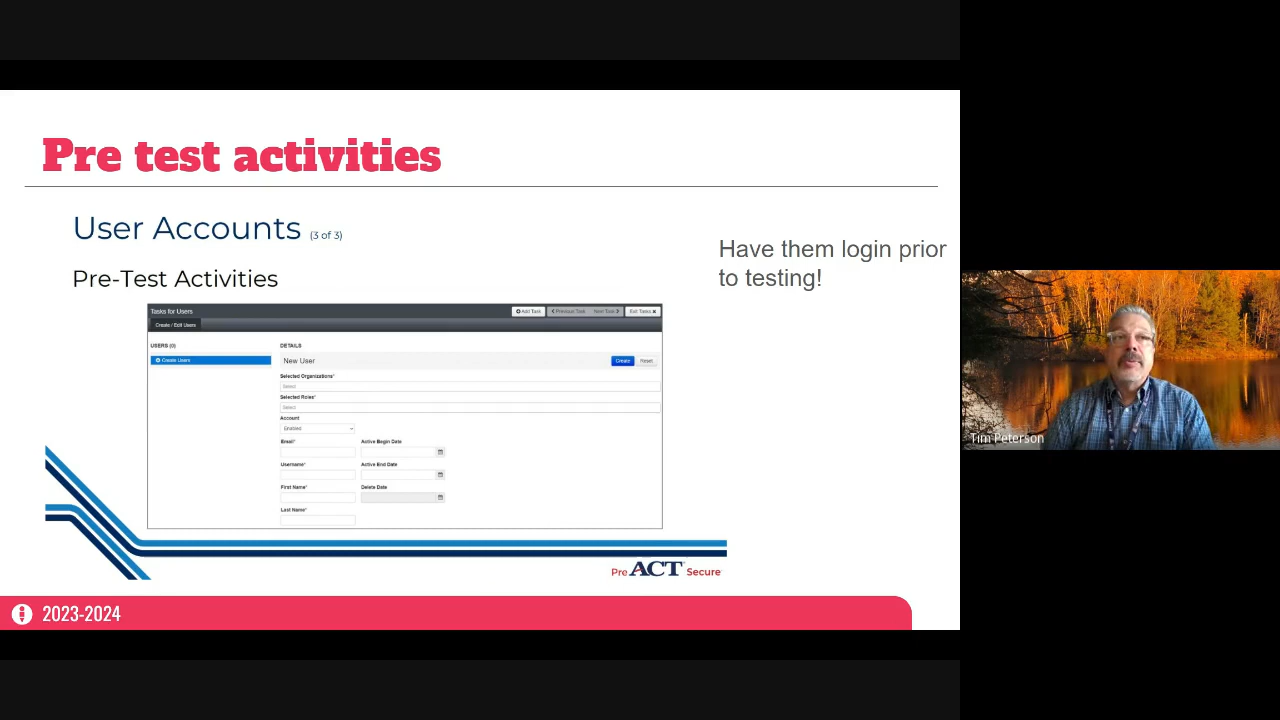 Pre test activities
User Accounts (3 of 3)
Pre-Test Activities
Have them login prior
to testing!
Tasks for Users
Add Task
Previous Task
Next Task
Exit Tasks
Create / Edit Users
USERS (0)
Create Users
DETAILS
New User
Create
Reset
Selected Organizations*
Select
Selected Roles*
Select
Account
Enabled
Email*
Active Begin Date
Username*
Active End Date
First Name*
Delete Date
Last Name*
Pre ACT Secure
2023-2024
Tim Peterson